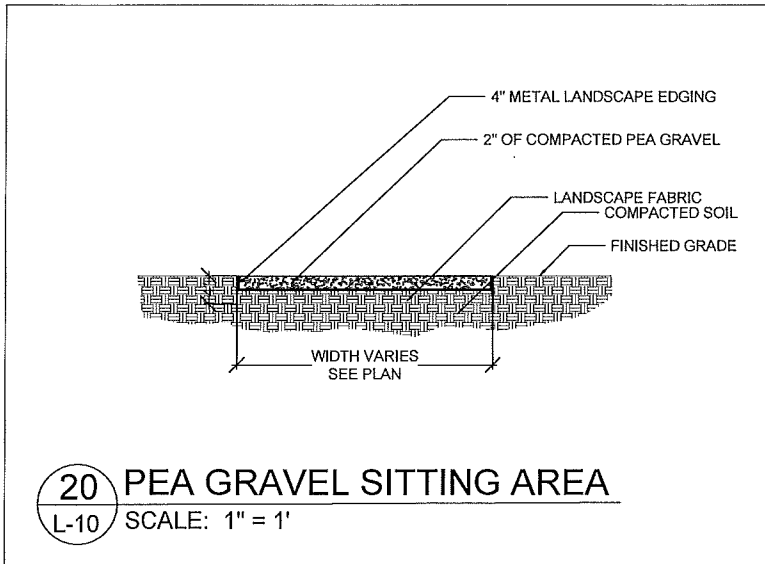 4" METAL LANDSCAPE EDGING
2" OF COMPACTED PEA GRAVEL
LANDSCAPE FABRIC
COMPACTED SOIL
FINISHED GRADE
WIDTH VARIES
SEE PLAN
20
L-10
PEA GRAVEL SITTING AREA
SCALE: 1" = 1'